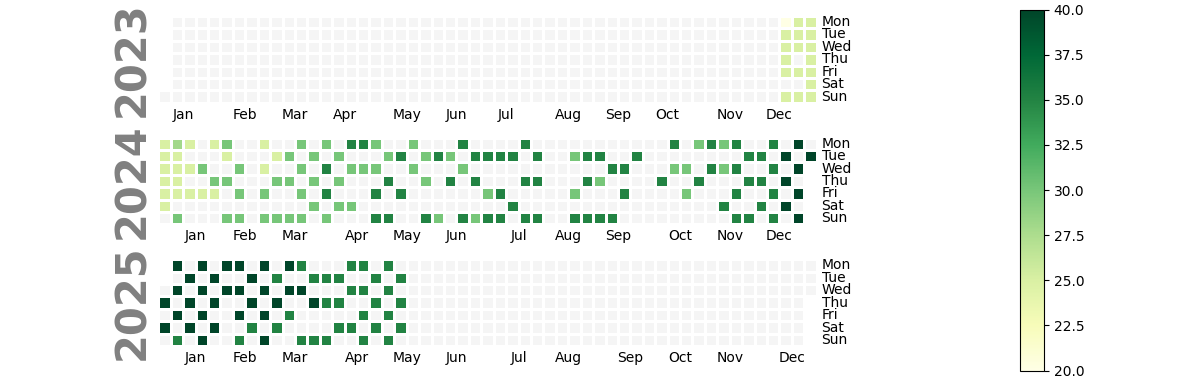 2023
Mon
Tue
Wed
Thu
Fri
Sat
Sun
Jan Feb Mar Apr May Jun Jul Aug Sep Oct Nov Dec
2024
Mon
Tue
Wed
Thu
Fri
Sat
Sun
Jan Feb Mar Apr May Jun Jul Aug Sep Oct Nov Dec
2025
Mon
Tue
Wed
Thu
Fri
Sat
Sun
Jan Feb Mar Apr May Jun Jul Aug Sep Oct Nov Dec
40.0
37.5
35.0
32.5
30.0
27.5
25.0
22.5
20.0